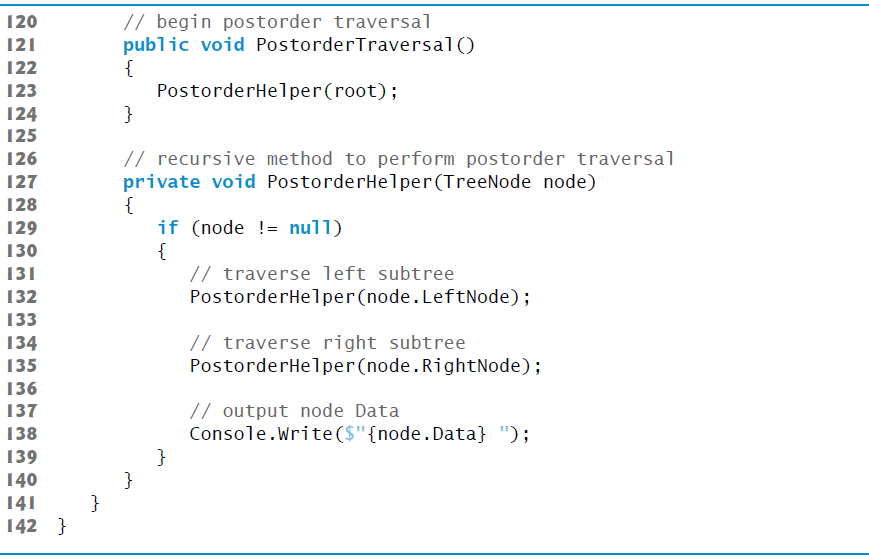 120 // begin postorder traversal
121 public void PostorderTraversal()
122 {
123 PostorderHelper(root);
124 }
125
126 // recursive method to perform postorder traversal
127 private void PostorderHelper(TreeNode node)
128 {
129 if (node != null)
130 {
131 // traverse left subtree
132 PostorderHelper(node.LeftNode);
133
134 // traverse right subtree
135 PostorderHelper(node.RightNode);
136
137 // output node Data
138 Console.Write($"{node.Data} ");
139 }
140 }
141 }
142 }